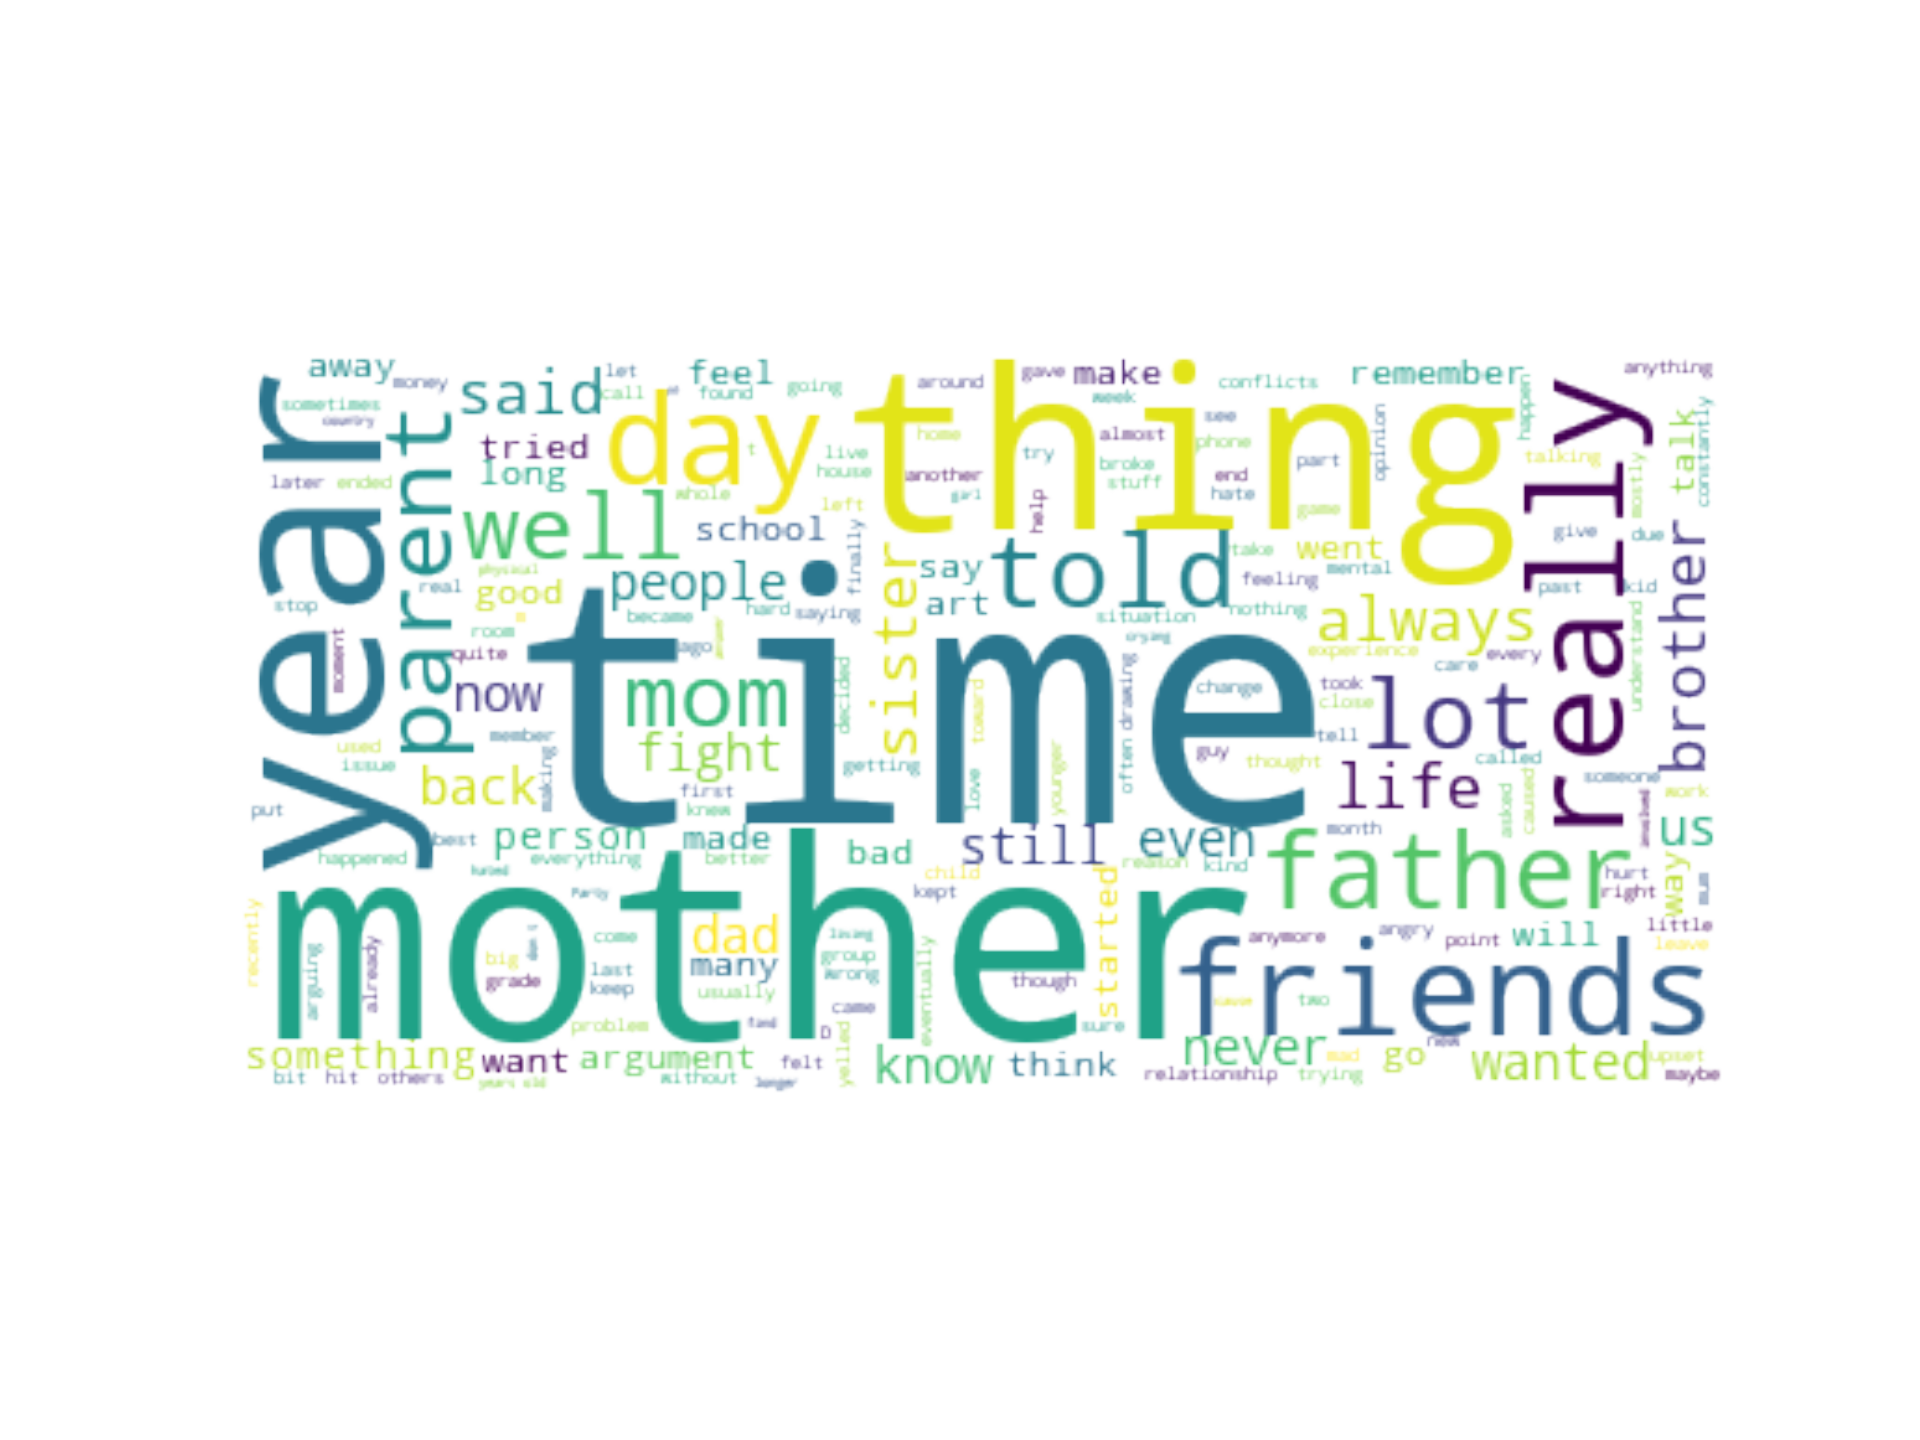 away
money
said
let
call
feel
found
going
around
gave
make
week
conflicts
remember
happen
anything
sometimes
country
tried
long
day
thing
see
almost
phone
opinion
talking
talk
constantly
mostly
later
ended
year
parent
well
whole
t
live
house
left
home
another
girl
try
help
broke
stuff
end
hate
part
game
really
school
finally
sister
say
art
told
take
went
mental
give
due
brother
physical
real
good
people
became
hard
saying
feeling
nothing
situation
always
past
kid
stop
room
moment
quite
now
time
ago
mom
decided
toward
often
drawing
crying
change
experience
care
every
took
close
understand
used
issue
member
making
back
fight
first
knew
getting
love
younger
guy
thought
tell
lot
called
life
someone
asked
caused
work
put
best
person
made
happened
everything
better
bad
still
even
reason
kind
month
father
us
involved
way
mum
hurt
right
mother
child
kept
started
recently
arguing
already
big
grade
come
last
keep
dad
many
usually
group
wrong
came
eventually
though
friends
anymore
angry
point
will
little
leave
two
problem
yelled
D
sure
never
mad
go
new
wanted
upset
something
want
argument
felt
know
think
bit
hit
others
years old
without
longer
relationship
trying
maybe